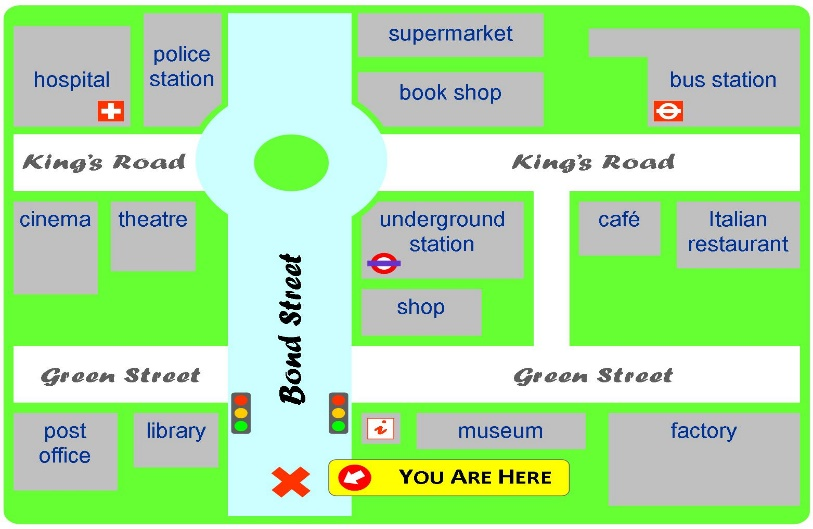 hospital
police
station
supermarket
book shop
bus station
King's Road
King's Road
cinema
theatre
underground
station
café
Italian
restaurant
shop
Bond Street
Green Street
Green Street
post
office
library
i
museum
factory
YOU ARE HERE